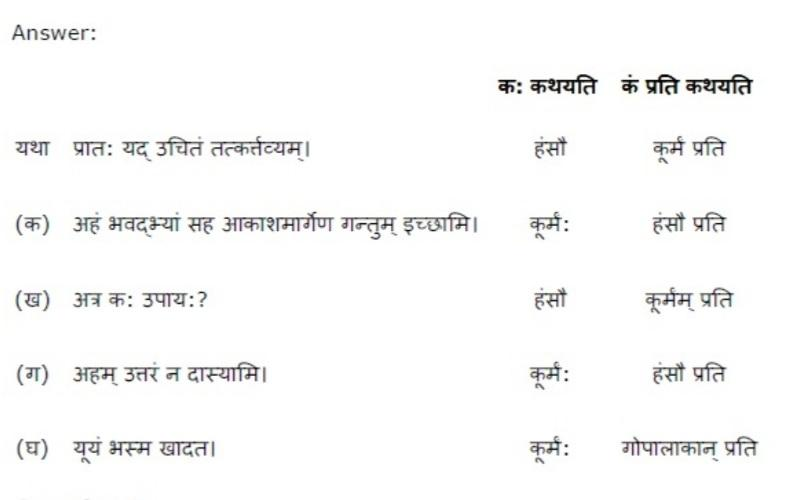 Answer:
क: कथयति कं प्रति कथयति
यथा प्रात: यद् उचितं तत्कर्त्तव्यम्। हंसौ कूर्मं प्रति
(क) अहं भवद्भ्यां सह आकाशमार्गेण गन्तुम् इच्छामि। कूर्मं: हंसौ प्रति
(ख) अत्र क: उपाय:? हंसौ कूर्मंम् प्रति
(ग) अहम् उत्तरं न दास्यामि। कूर्मं: हंसौ प्रति
(घ) यूयं भस्म खादत। कूर्मं: गोपालाकान् प्रति